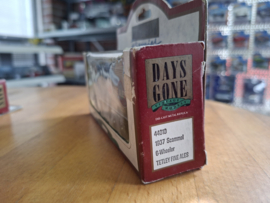 DAYS
GONE
44010
1937 Scammell
6-Wheeler
TETLEY FINE ALES